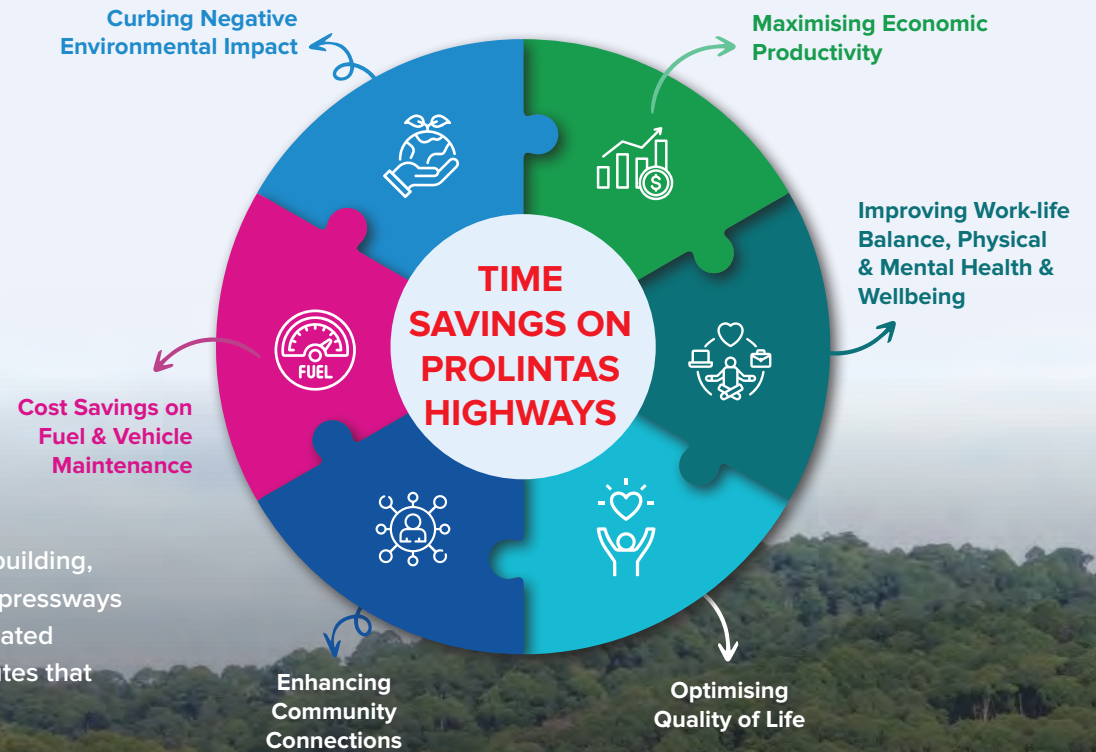 Curbing Negative
Environmental Impact
Maximising Economic
Productivity
Improving Work-life
Balance, Physical
& Mental Health &
Wellbeing
TIME
SAVINGS ON
PROLINTAS
HIGHWAYS
$
FUEL
Cost Savings on
Fuel & Vehicle
Maintenance
Enhancing
Community
Connections
Optimising
Quality of Life
building,
pressways
ated
utes that